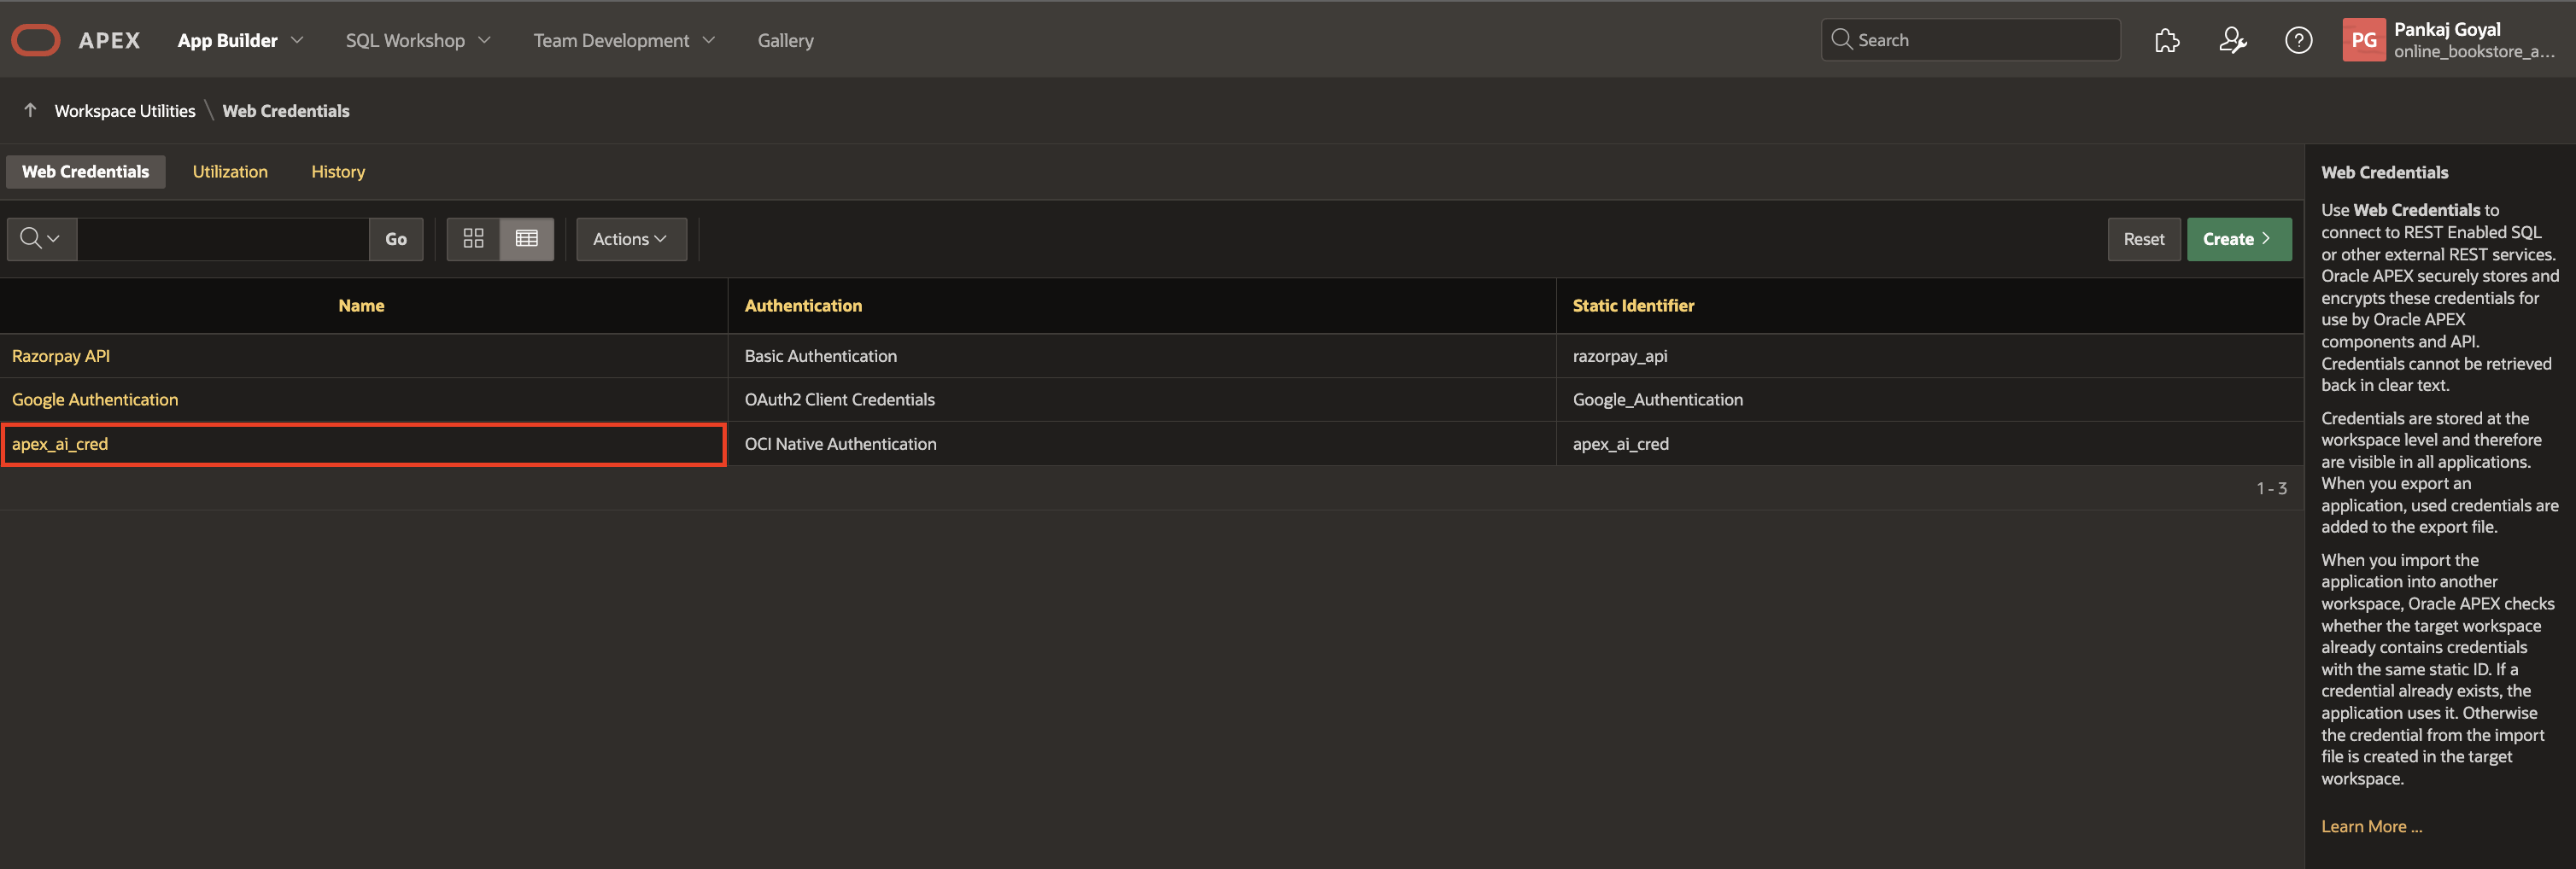 APEX
App Builder
SQL Workshop
Team Development
Gallery
Search
PG
Pankaj Goyal
online_bookstore_a...
Workspace Utilities \ Web Credentials
Web Credentials
Utilization
History
Go
Actions
Reset
Create
Name
Authentication
Static Identifier
Razorpay API
Basic Authentication
razorpay_api
Google Authentication
OAuth2 Client Credentials
Google_Authentication
apex_ai_cred
OCI Native Authentication
apex_ai_cred
1 - 3
Web Credentials
Use Web Credentials to
connect to REST Enabled SQL
or other external REST services.
Oracle APEX securely stores and
encrypts these credentials for
use by Oracle APEX
components and API.
Credentials cannot be retrieved
back in clear text.
Credentials are stored at the
workspace level and therefore
are visible in all applications.
When you export an
application, used credentials are
added to the export file.
When you import the
application into another
workspace, Oracle APEX checks
whether the target workspace
already contains credentials
with the same static ID. If a
credential already exists, the
application uses it. Otherwise
the credential from the import
file is created in the target
workspace.
Learn More ...